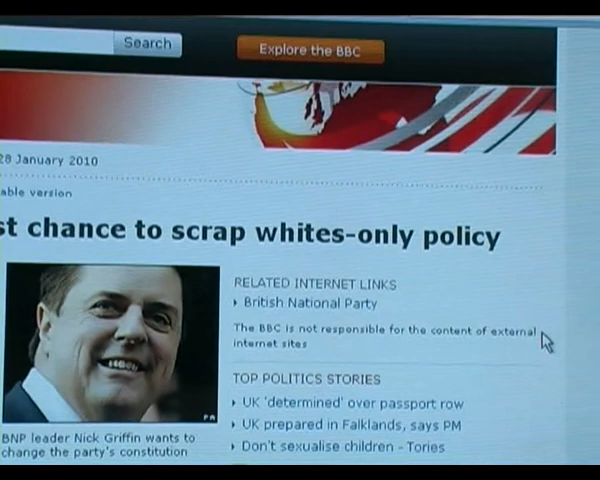 Search
Explore the BBC
28 January 2010
able version
st chance to scrap whites-only policy
RELATED INTERNET LINKS
British National Party
The BBC is not responsible for the content of external
internet sites
TOP POLITICS STORIES
UK 'determined' over passport row
UK prepared in Falklands, says PM
Don't sexualise children - Tories
PA
BNP leader Nick Griffin wants to
change the party's constitution